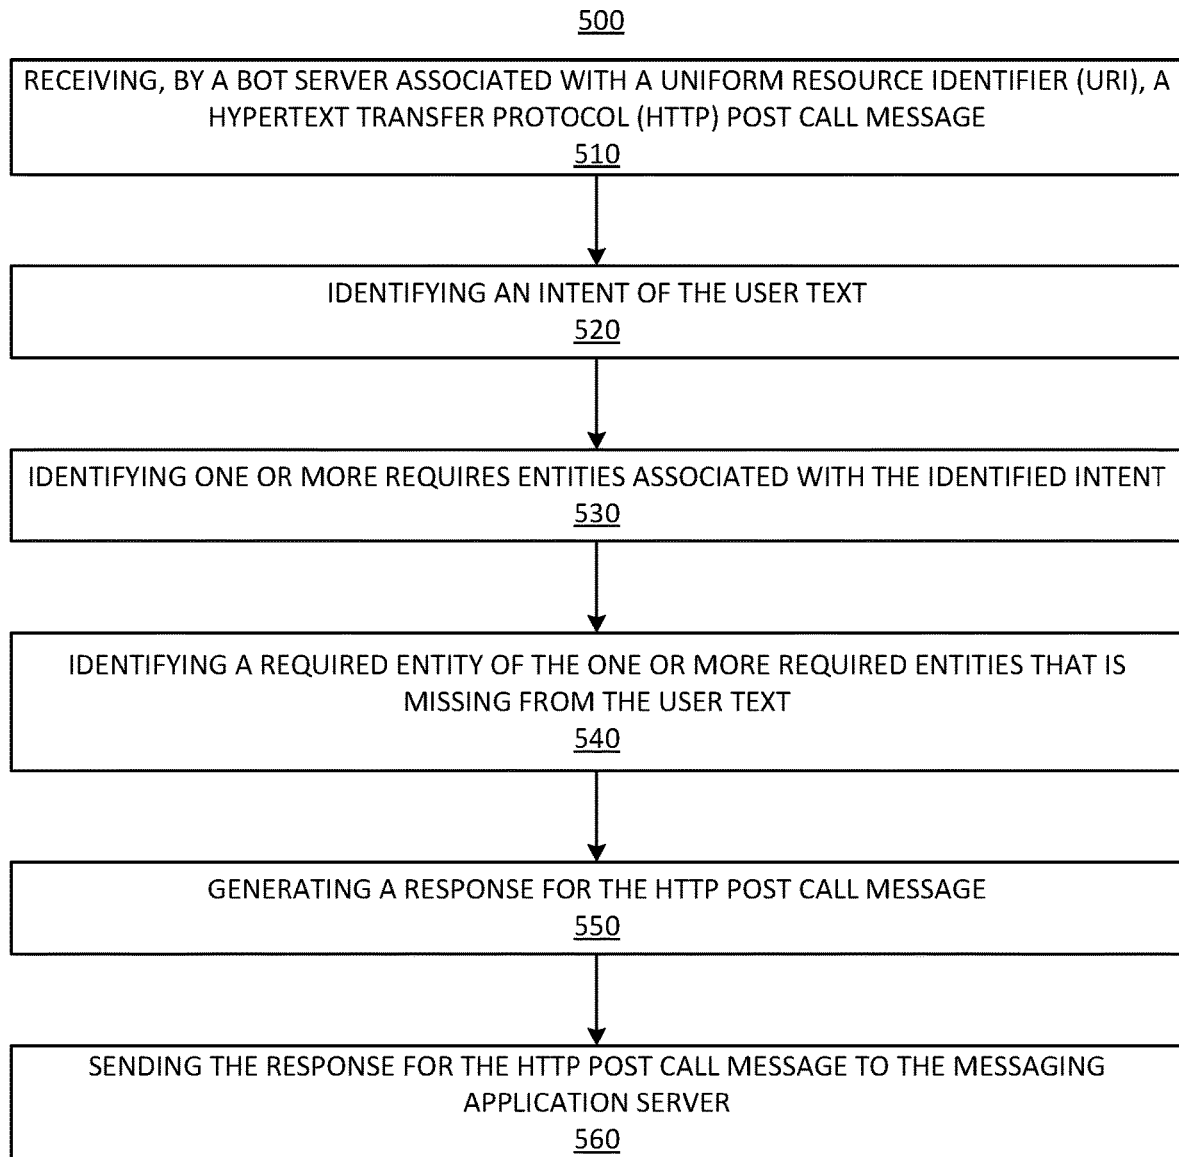 500
RECEIVING, BY A BOT SERVER ASSOCIATED WITH A UNIFORM RESOURCE IDENTIFIER (URI), A
HYPERTEXT TRANSFER PROTOCOL (HTTP) POST CALL MESSAGE
510
IDENTIFYING AN INTENT OF THE USER TEXT
520
IDENTIFYING ONE OR MORE REQUIRES ENTITIES ASSOCIATED WITH THE IDENTIFIED INTENT
530
IDENTIFYING A REQUIRED ENTITY OF THE ONE OR MORE REQUIRED ENTITIES THAT IS
MISSING FROM THE USER TEXT
540
GENERATING A RESPONSE FOR THE HTTP POST CALL MESSAGE
550
SENDING THE RESPONSE FOR THE HTTP POST CALL MESSAGE TO THE MESSAGING
APPLICATION SERVER
560